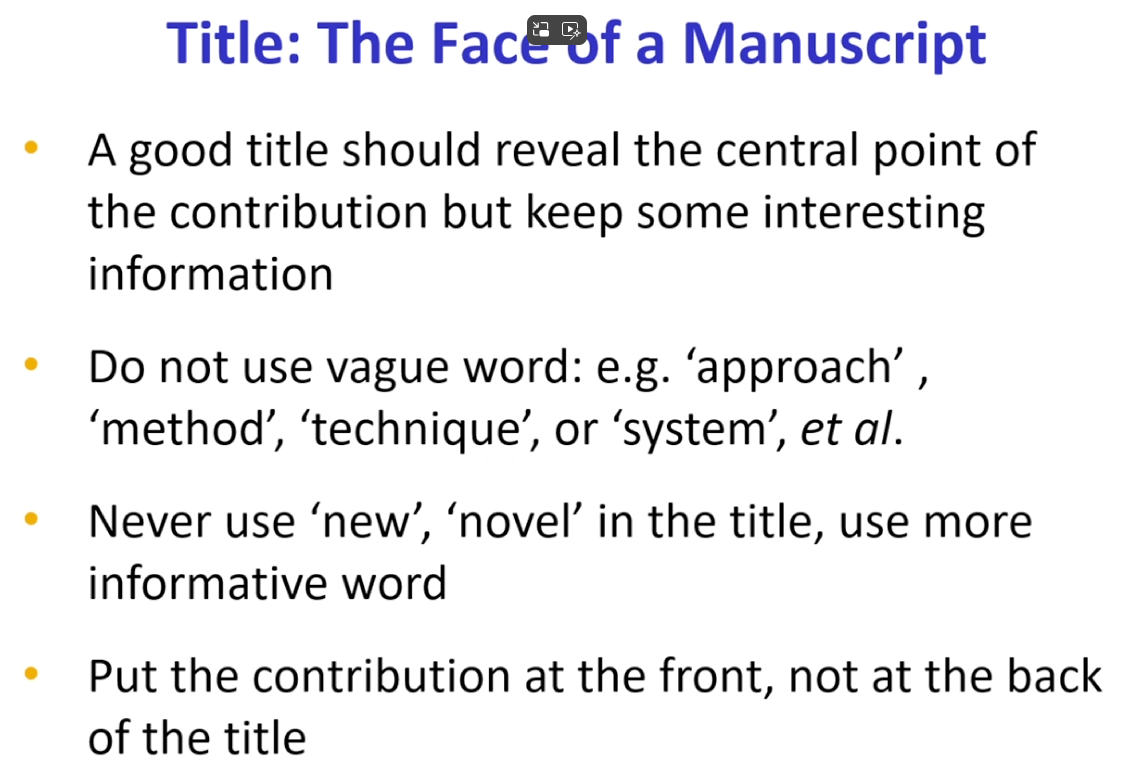 Title: The Face of a Manuscript
• A good title should reveal the central point of
the contribution but keep some interesting
information
• Do not use vague word: e.g. ‘approach’ ,
‘method’, ‘technique’, or ‘system’, et al.
• Never use ‘new’, ‘novel’ in the title, use more
informative word
• Put the contribution at the front, not at the back
of the title